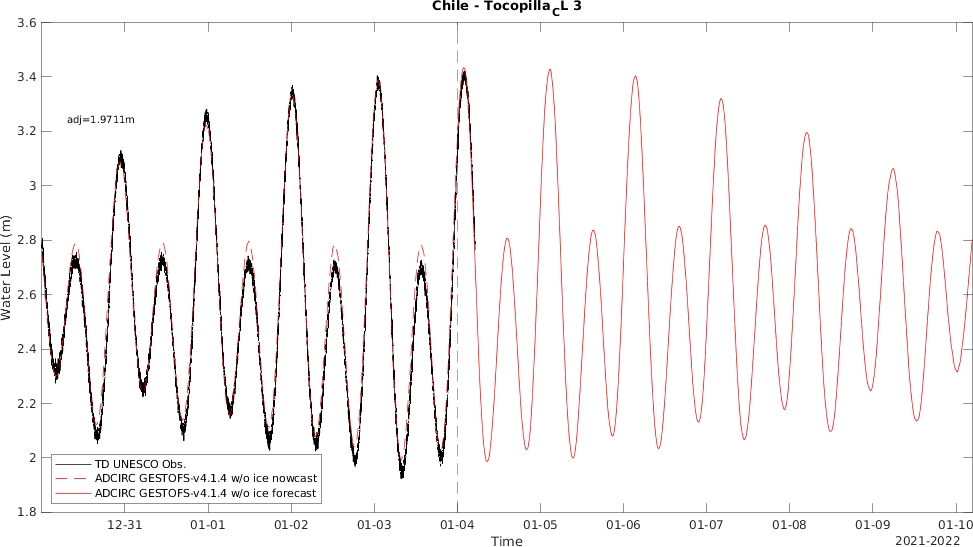 Chile - Tocopilla_CL 3
3.6
3.4
3.2
3
2.8
2.6
2.4
2.2
2
1.8
Water Level (m)
adj=1.9711m
TD UNESCO Obs.
ADCIRC GESTOFS-v4.1.4 w/o ice nowcast
ADCIRC GESTOFS-v4.1.4 w/o ice forecast
12-31 01-01 01-02 01-03 01-04 01-05 01-06 01-07 01-08 01-09 01-10
Time
2021-2022